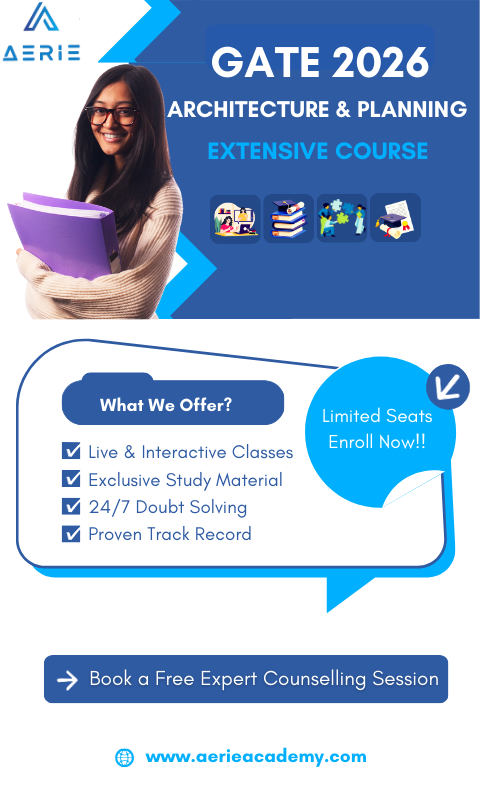 AERIE
GATE 2026
ARCHITECTURE & PLANNING
EXTENSIVE COURSE
What We Offer?
Live & Interactive Classes
Exclusive Study Material
24/7 Doubt Solving
Proven Track Record
Limited Seats
Enroll Now!!
Book a Free Expert Counselling Session
www.aerieacademy.com